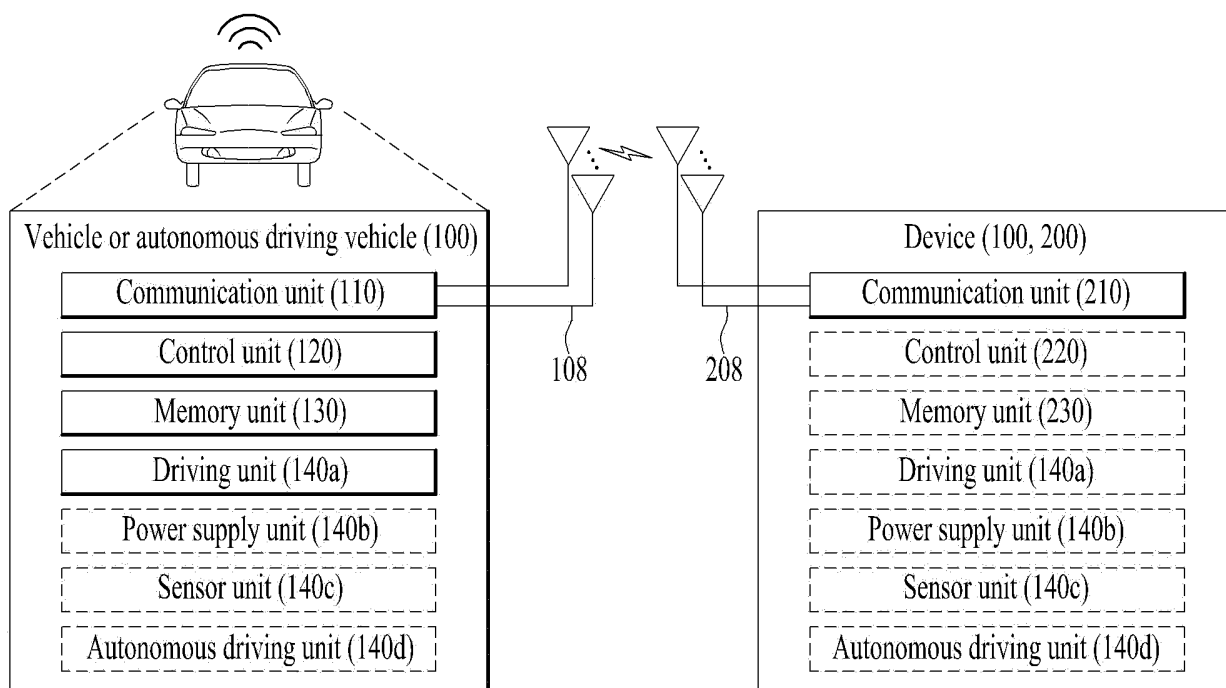 Vehicle or autonomous driving vehicle (100)
Communication unit (110)
Control unit (120)
Memory unit (130)
Driving unit (140a)
Power supply unit (140b)
Sensor unit (140c)
Autonomous driving unit (140d)
108
208
Device (100, 200)
Communication unit (210)
Control unit (220)
Memory unit (230)
Driving unit (140a)
Power supply unit (140b)
Sensor unit (140c)
Autonomous driving unit (140d)